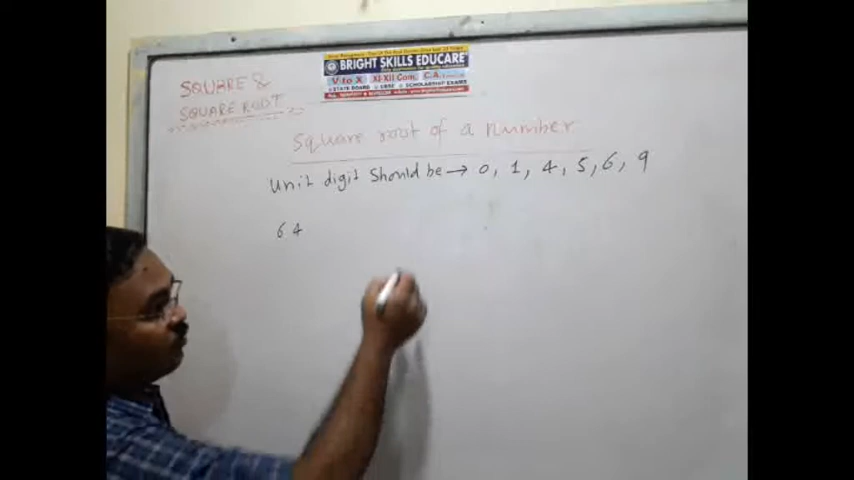 SQUARE &
SQUARE ROOT
BRIGHT SKILLS EDUCARE
V to X XI-XII Com. C.A
STATE BOARD CBSE SCHOLARSHIP EXAMS
Square root of a number
Unit digit Should be → 0, 1, 4, 5, 6, 9
64